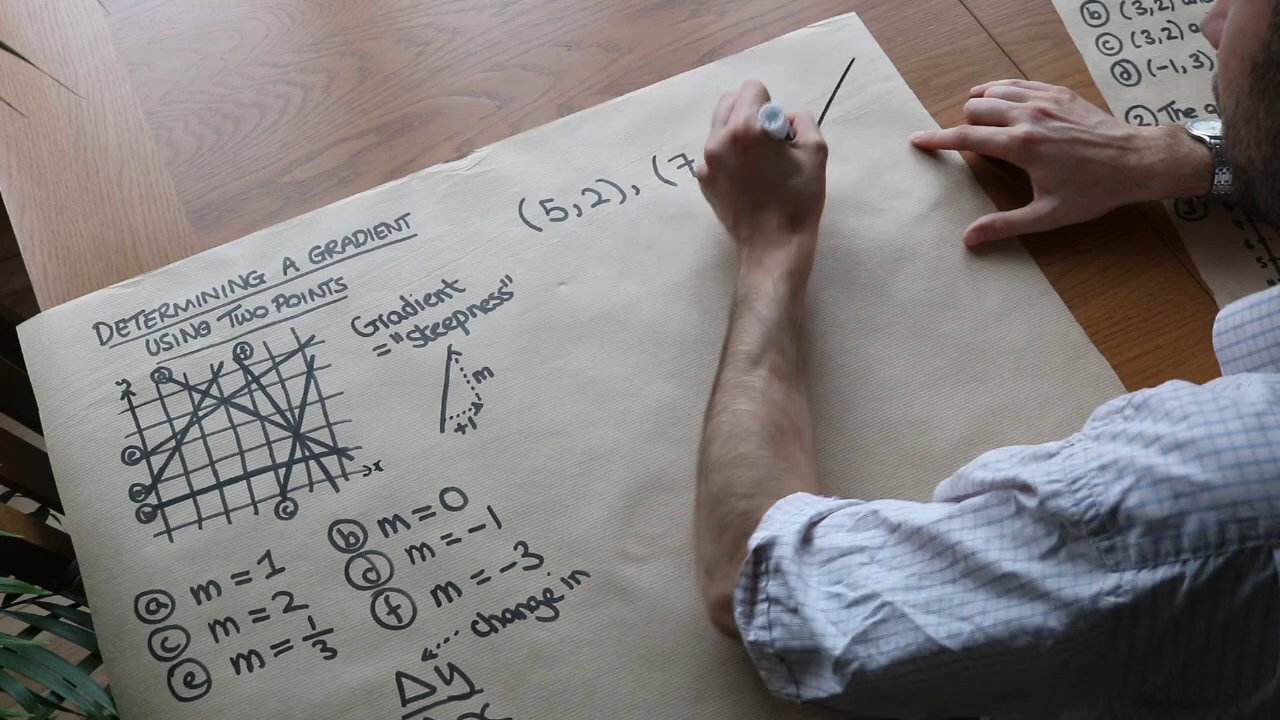 DETERMINING A GRADIENT
USING TWO POINTS
Gradient
= "steepness"
m
+1
y
x
ⓐ m = 1
ⓑ m = 0
ⓒ m = 2
ⓓ m = -1
ⓔ m = 1/3
ⓕ m = -3
change in
Δy
(5,2), (7
ⓑ (3,2)
ⓒ (3,2)
ⓓ (-1,3)
② The
③